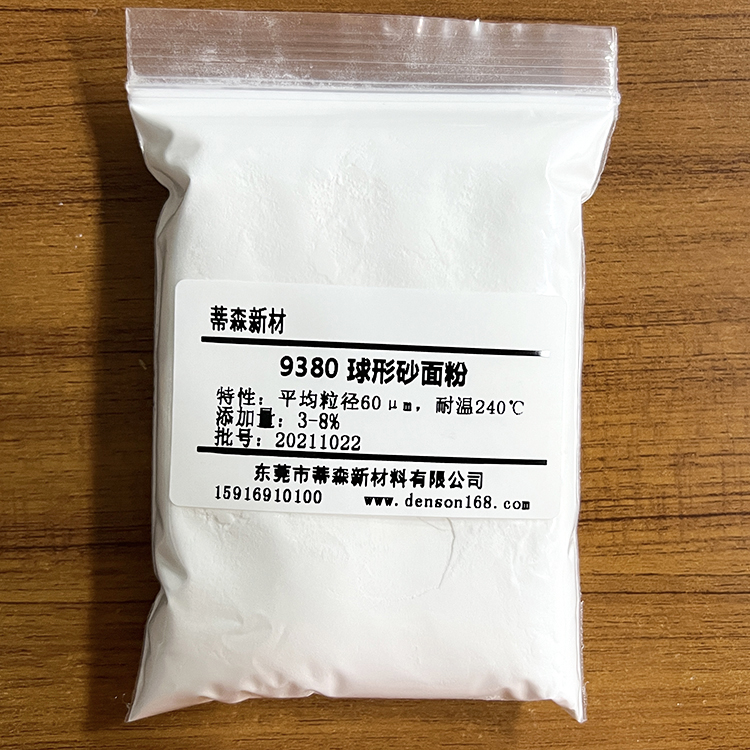 蒂森新材
9380 球形砂面粉
特性：平均粒径60μm，耐温240℃
添加量：3-8%
批号：20211022
东莞市蒂森新材料有限公司
15916910100 www.denson168.com